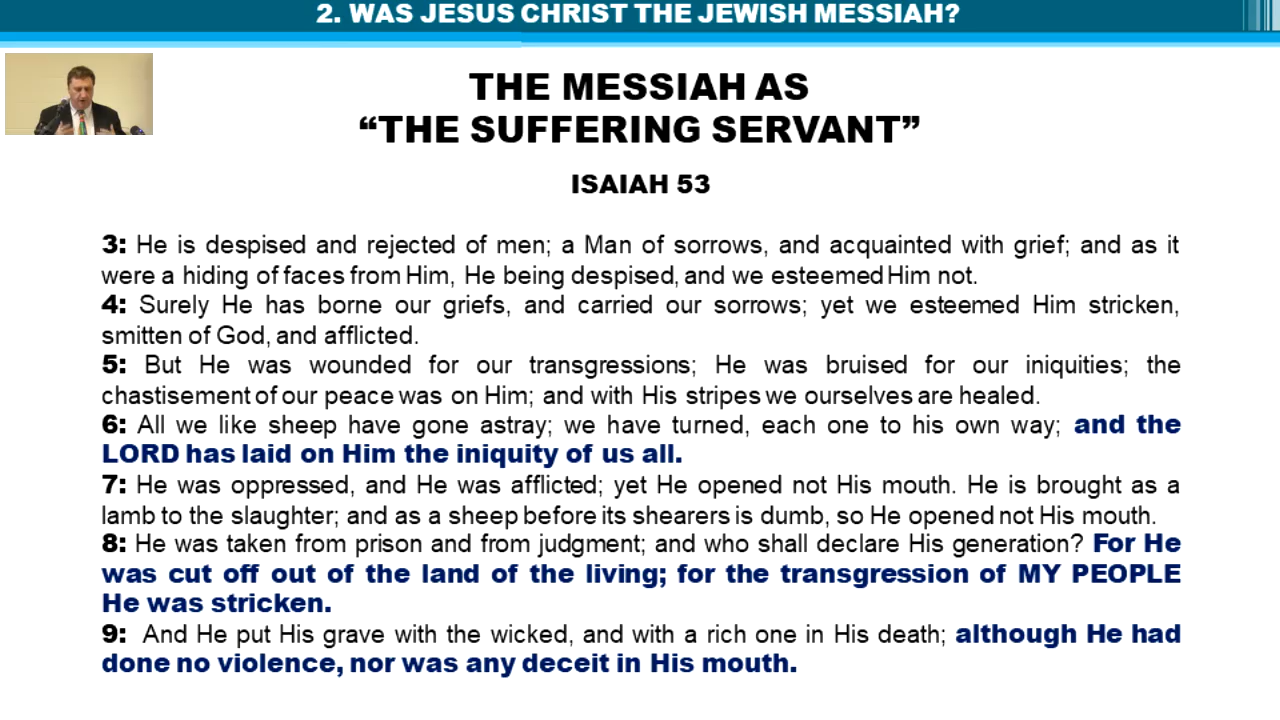 2. WAS JESUS CHRIST THE JEWISH MESSIAH?
THE MESSIAH AS
“THE SUFFERING SERVANT”
ISAIAH 53
3: He is despised and rejected of men; a Man of sorrows, and acquainted with grief; and as it
were a hiding of faces from Him, He being despised, and we esteemed Him not.
4: Surely He has borne our griefs, and carried our sorrows; yet we esteemed Him stricken,
smitten of God, and afflicted.
5: But He was wounded for our transgressions; He was bruised for our iniquities; the
chastisement of our peace was on Him; and with His stripes we ourselves are healed.
6: All we like sheep have gone astray; we have turned, each one to his own way; and the
LORD has laid on Him the iniquity of us all.
7: He was oppressed, and He was afflicted; yet He opened not His mouth. He is brought as a
lamb to the slaughter; and as a sheep before its shearers is dumb, so He opened not His mouth.
8: He was taken from prison and from judgment; and who shall declare His generation? For He
was cut off out of the land of the living; for the transgression of MY PEOPLE
He was stricken.
9: And He put His grave with the wicked, and with a rich one in His death; although He had
done no violence, nor was any deceit in His mouth.